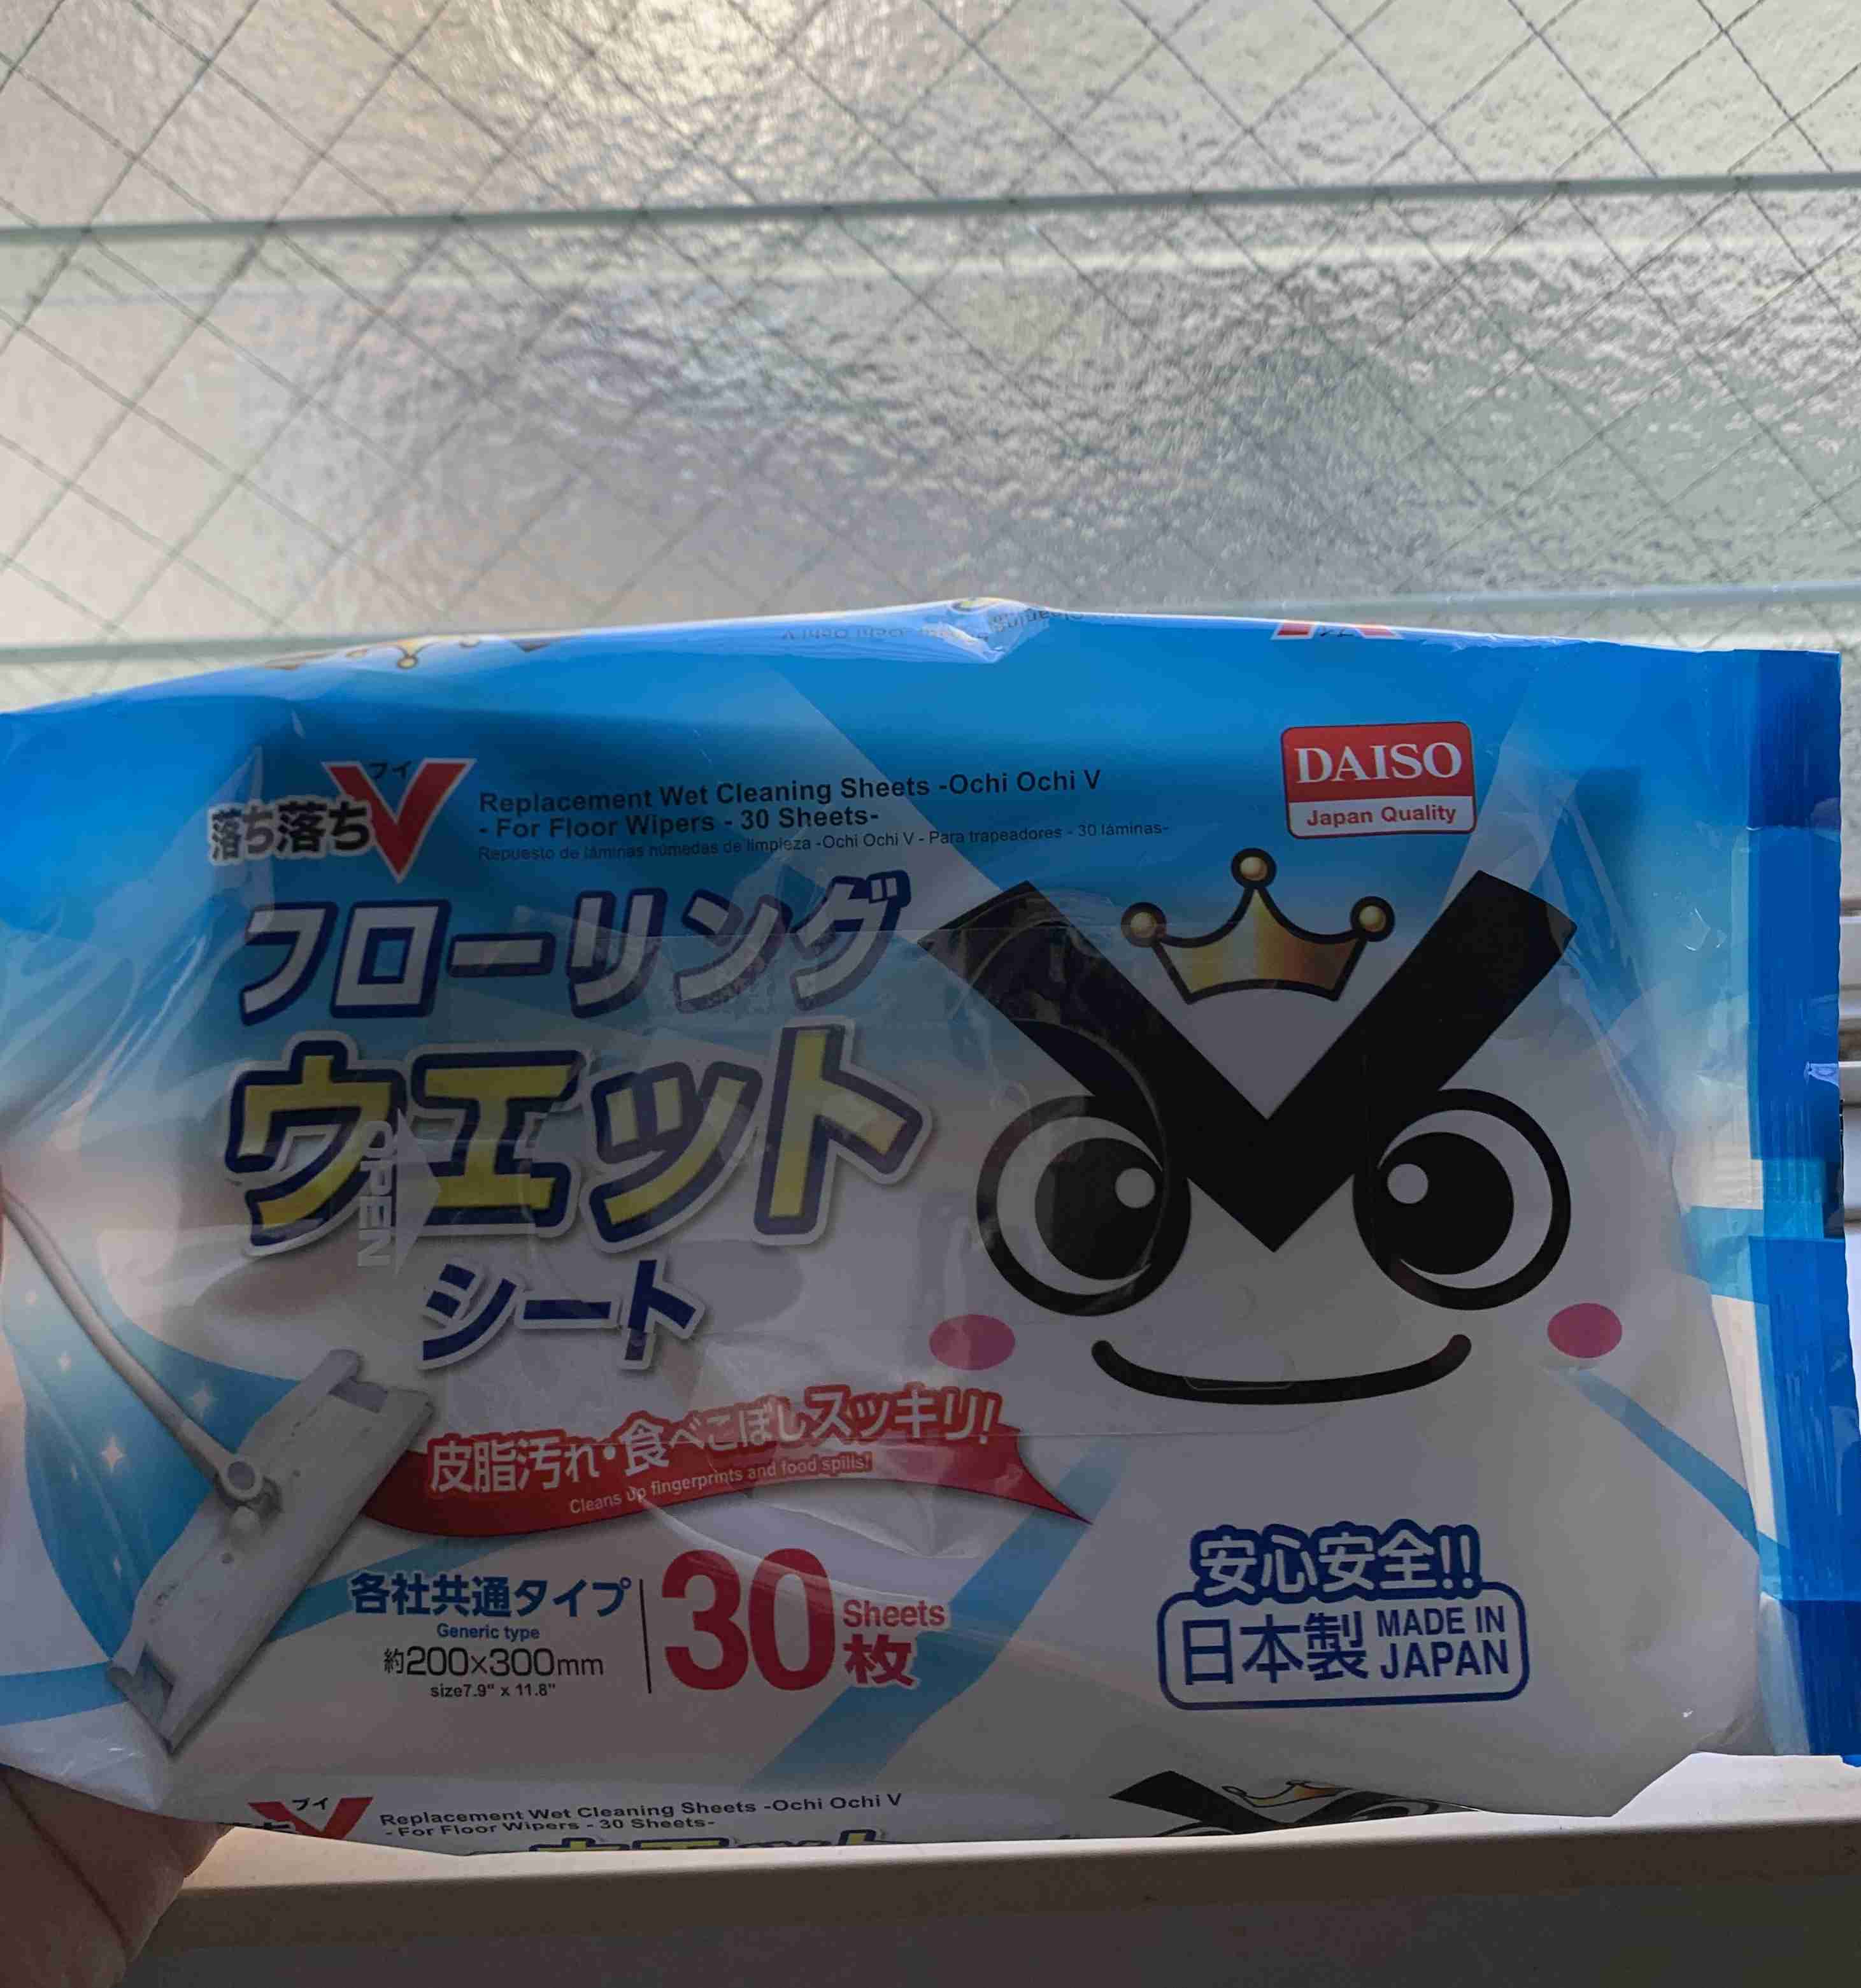 DAISO
Japan Quality
落ち落ちV
ブイ
Replacement Wet Cleaning Sheets -Ochi Ochi V
- For Floor Wipers - 30 Sheets-
Repuesto de láminas húmedas de limpieza -Ochi Ochi V - Para trapeadores - 30 láminas-
フローリング
ウエット
OPEN
シート
皮脂汚れ・食べこぼしスッキリ!
Cleans up fingerprints and food spills!
各社共通タイプ
Generic type
約200×300mm
size7.9" x 11.8"
30
Sheets
枚
安心安全!!
日本製 MADE IN
JAPAN
ブイ
Replacement Wet Cleaning Sheets -Ochi Ochi V
- For Floor Wipers - 30 Sheets-